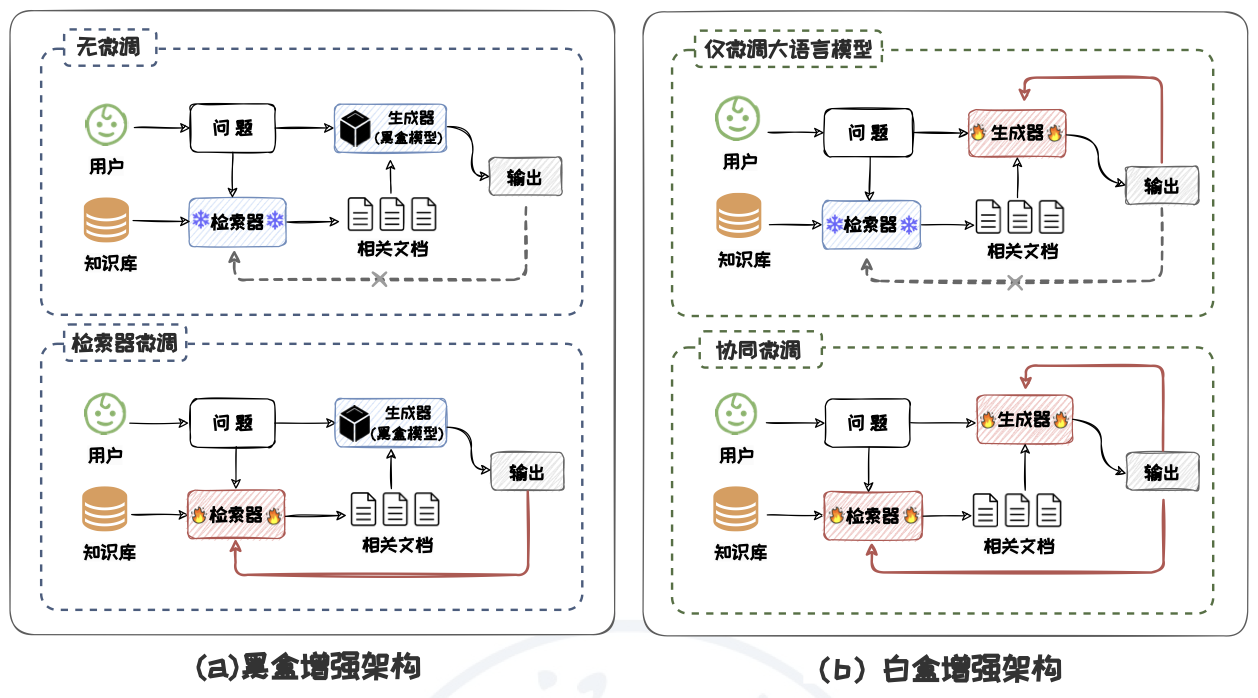 无微调
用户
问题
生成器
(黑盒模型)
输出
知识库
检索器
相关文档
检索器微调
用户
问题
生成器
(黑盒模型)
输出
知识库
检索器
相关文档
(a)黑盒增强架构
仅微调大语言模型
用户
问题
生成器
输出
知识库
检索器
相关文档
协同微调
用户
问题
生成器
输出
知识库
检索器
相关文档
(b) 白盒增强架构